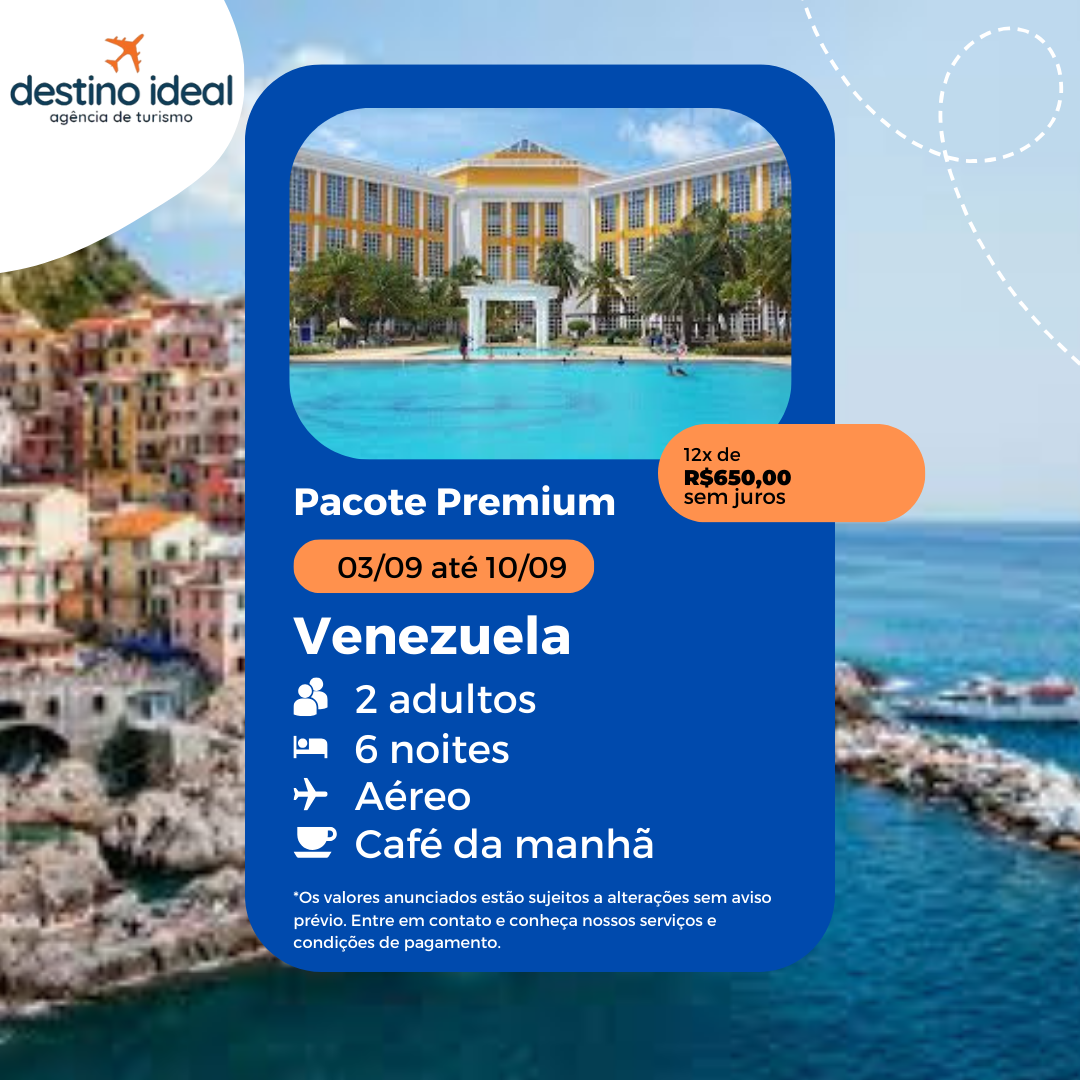 destino ideal
agência de turismo
12x de
R$650,00
sem juros
Pacote Premium
03/09 até 10/09
Venezuela
2 adultos
6 noites
Aéreo
Café da manhã
*Os valores anunciados estão sujeitos a alterações sem aviso
prévio. Entre em contato e conheça nossos serviços e
condições de pagamento.